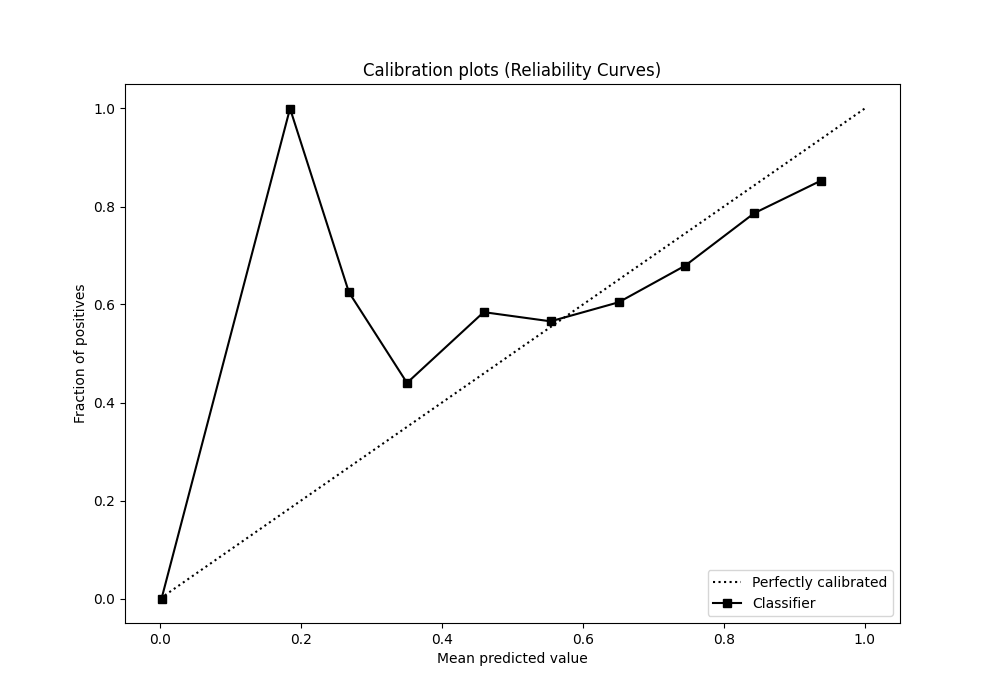 Calibration plots (Reliability Curves)
1.0
0.8
0.6
0.4
0.2
0.0
Fraction of positives
0.0 0.2 0.4 0.6 0.8 1.0
Mean predicted value
Perfectly calibrated
Classifier